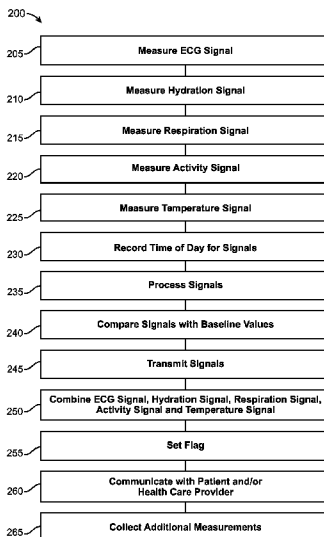 200
205
Measure ECG Signal
210
Measure Hydration Signal
215
Measure Respiration Signal
220
Measure Activity Signal
225
Measure Temperature Signal
230
Record Time of Day for Signals
235
Process Signals
240
Compare Signals with Baseline Values
245
Transmit Signals
250
Combine ECG Signal, Hydration Signal, Respiration Signal,
Activity Signal and Temperature Signal
255
Set Flag
260
Communicate with Patient and/or
Health Care Provider
265
Collect Additional Measurements